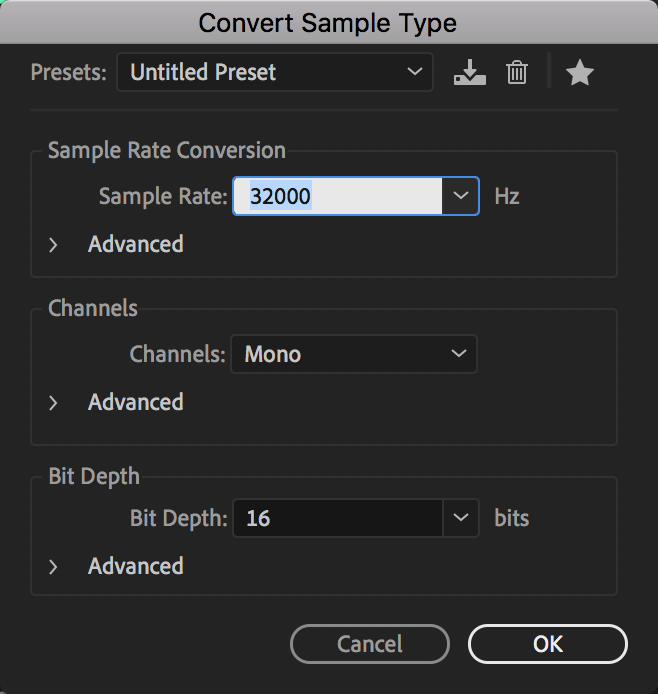 Convert Sample Type
Presets: Untitled Preset
Sample Rate Conversion
Sample Rate: 32000 Hz
Advanced
Channels
Channels: Mono
Advanced
Bit Depth
Bit Depth: 16 bits
Advanced
Cancel OK